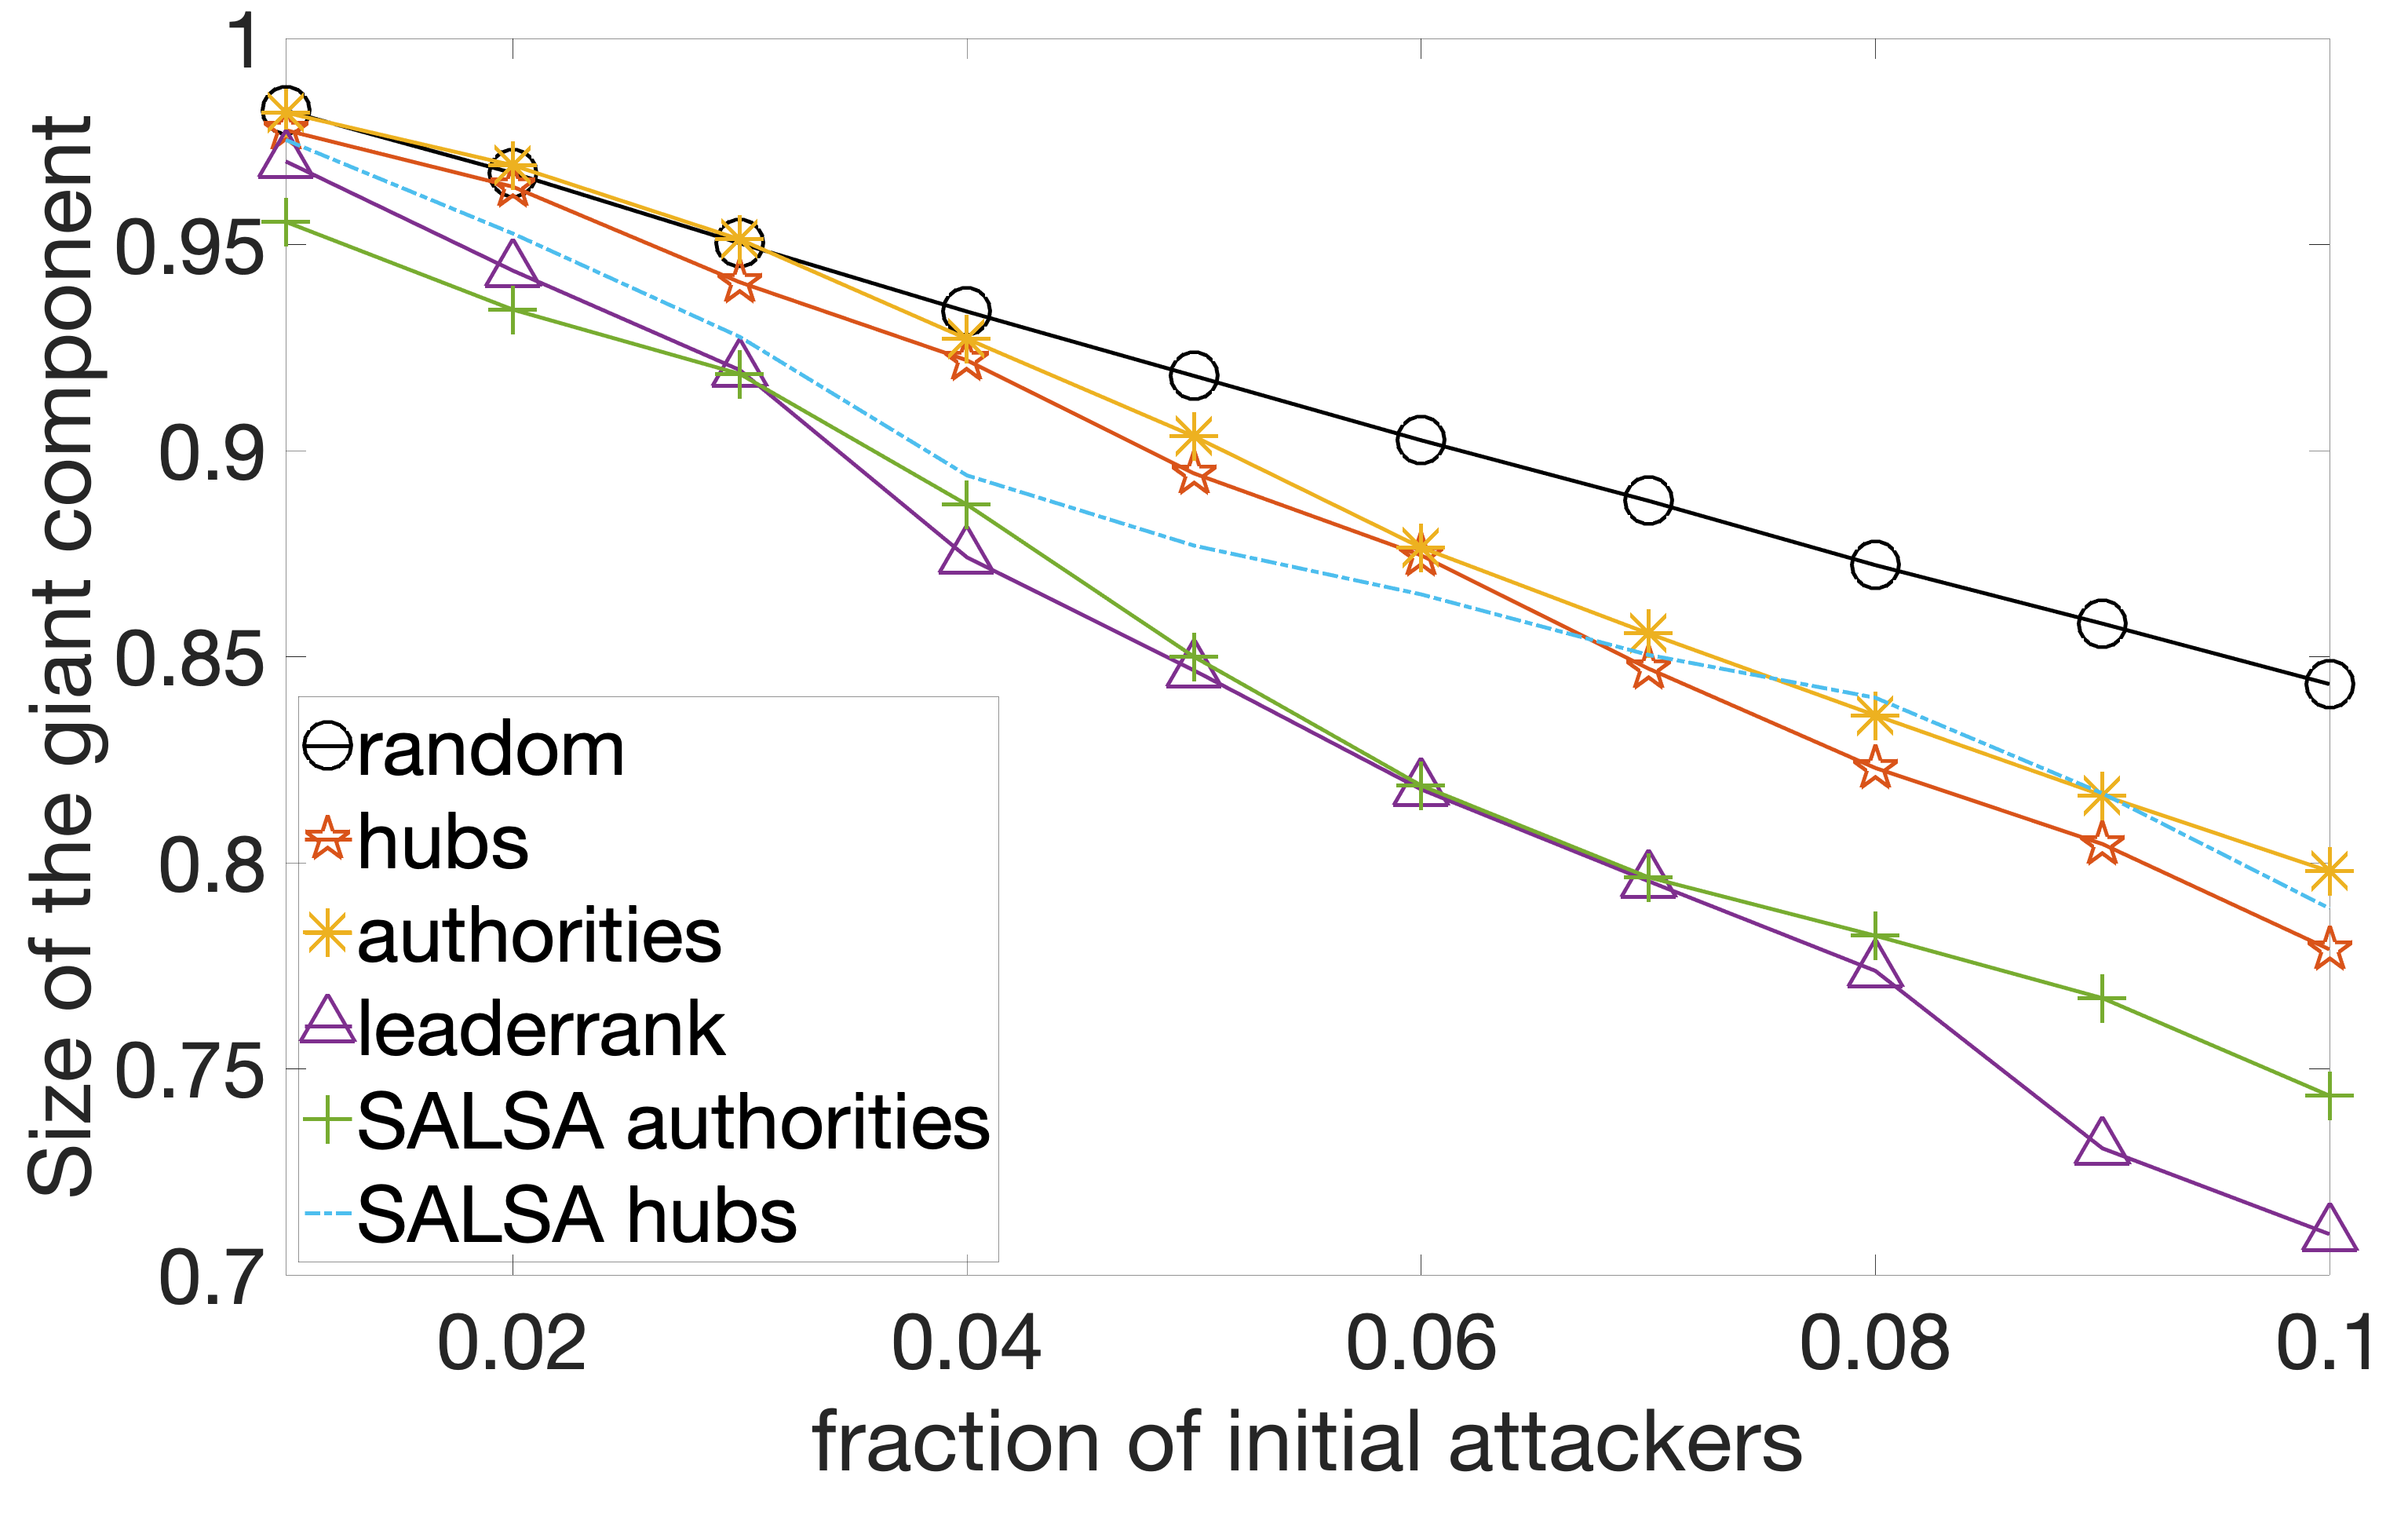 Size of the giant component
1
0.95
0.9
0.85
0.8
0.75
0.7
random
hubs
authorities
leaderrank
SALSA authorities
SALSA hubs
0.02 0.04 0.06 0.08 0.1
fraction of initial attackers